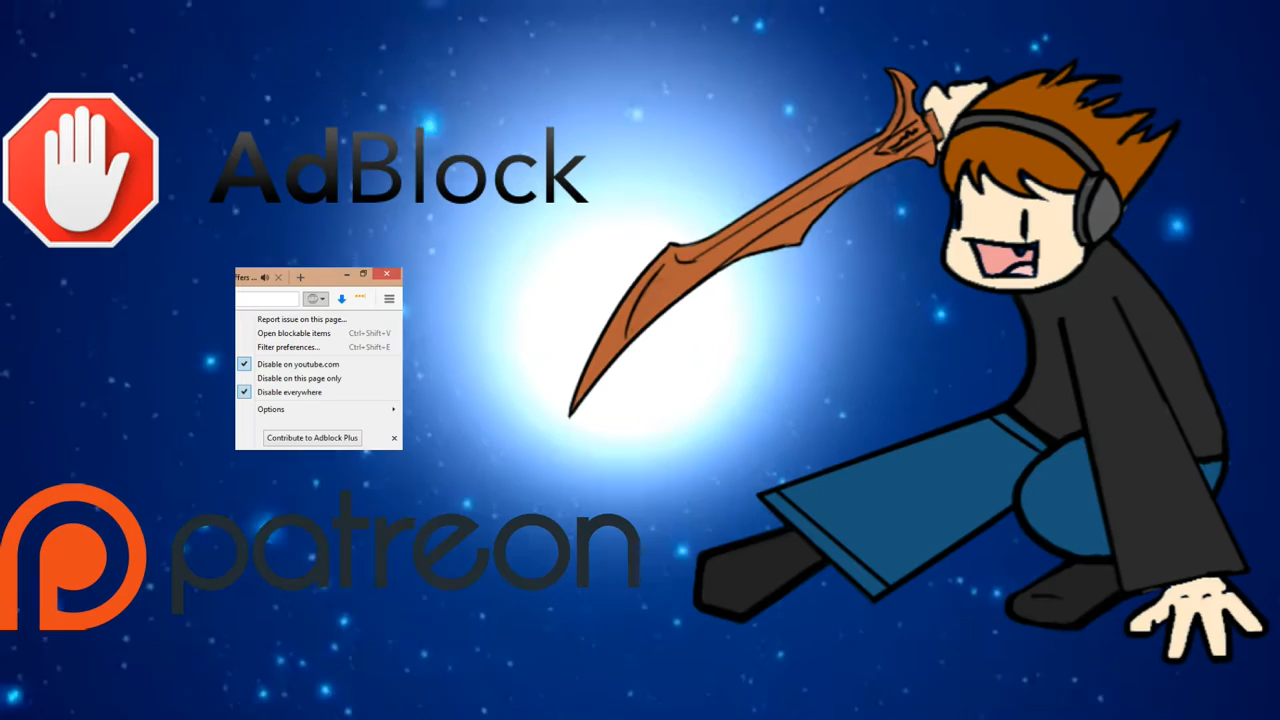 AdBlock
ffers ...
Report issue on this page...
Open blockable items Ctrl+Shift+V
Filter preferences... Ctrl+Shift+E
Disable on youtube.com
Disable on this page only
Disable everywhere
Options
Contribute to Adblock Plus
patreon